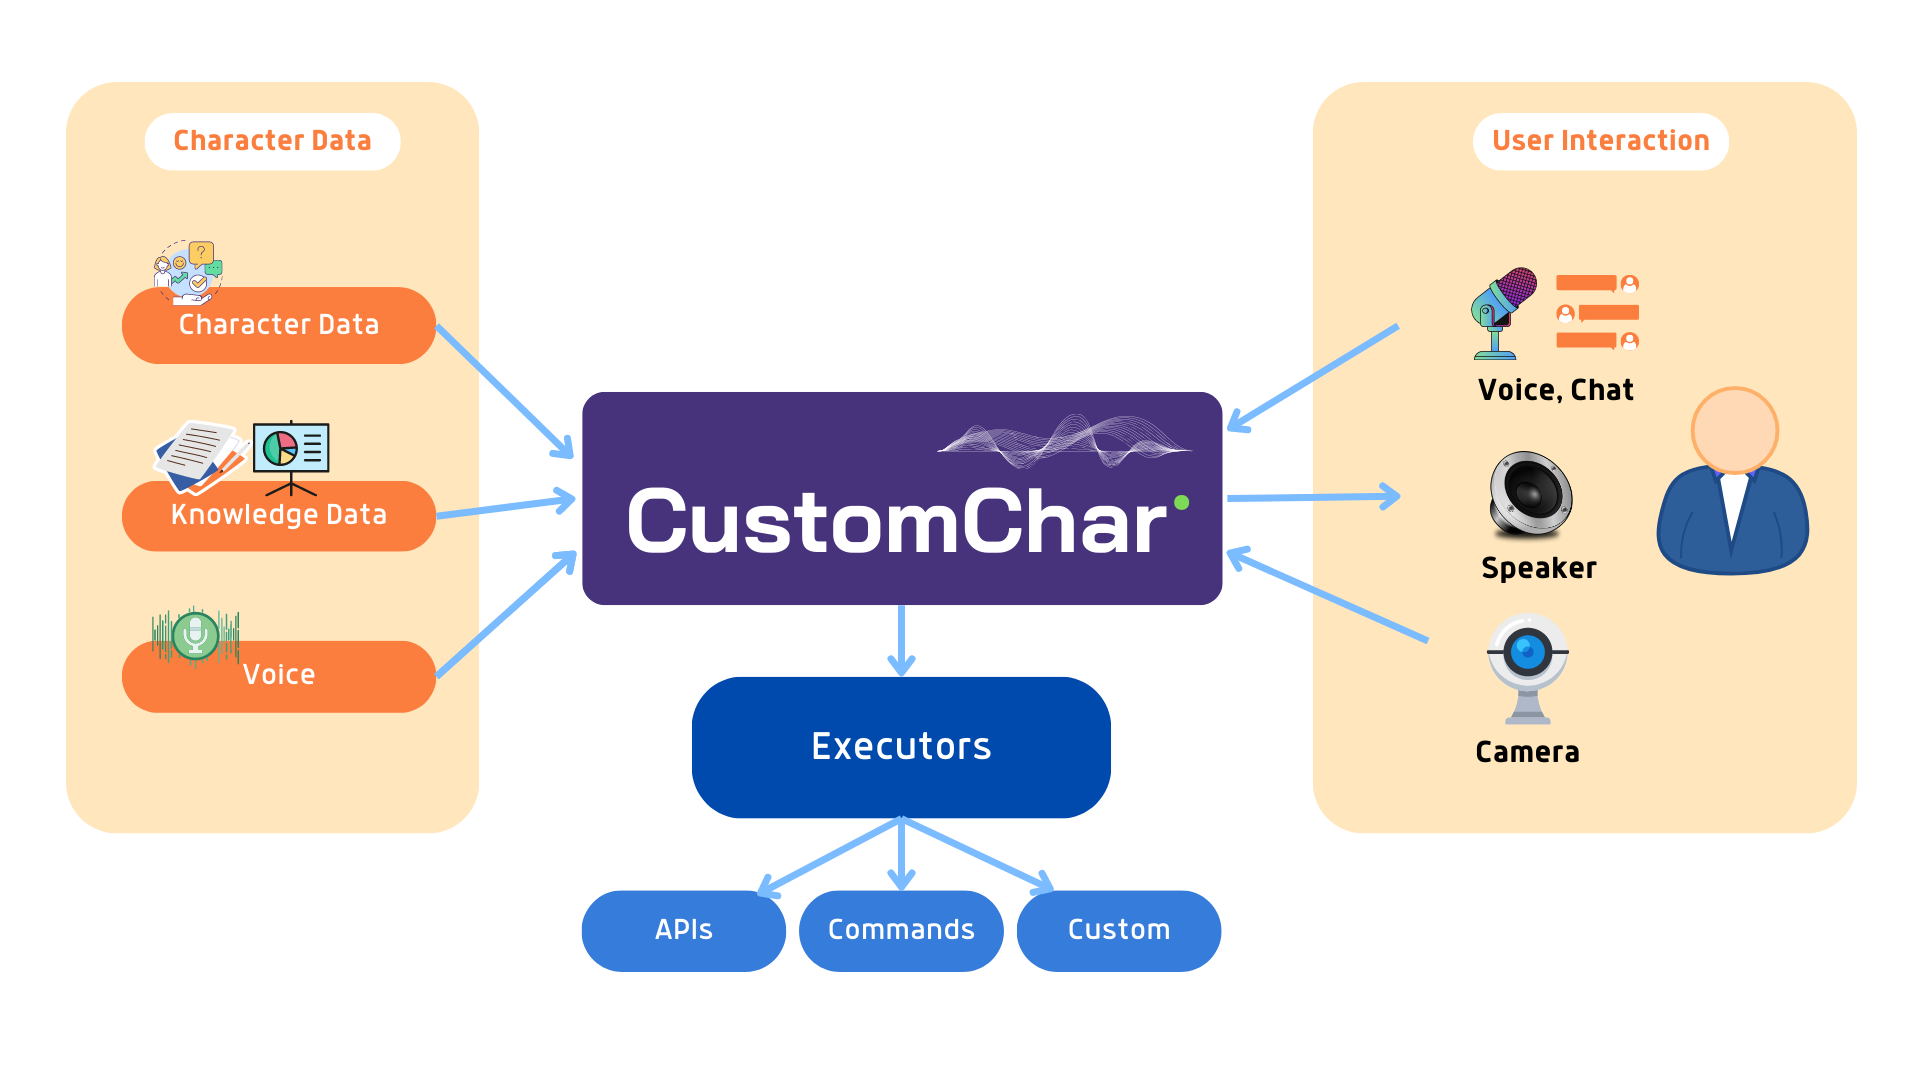 Character Data
Character Data
Knowledge Data
Voice
CustomChar
Executors
APIs
Commands
Custom
User Interaction
?
Voice, Chat
Speaker
Camera